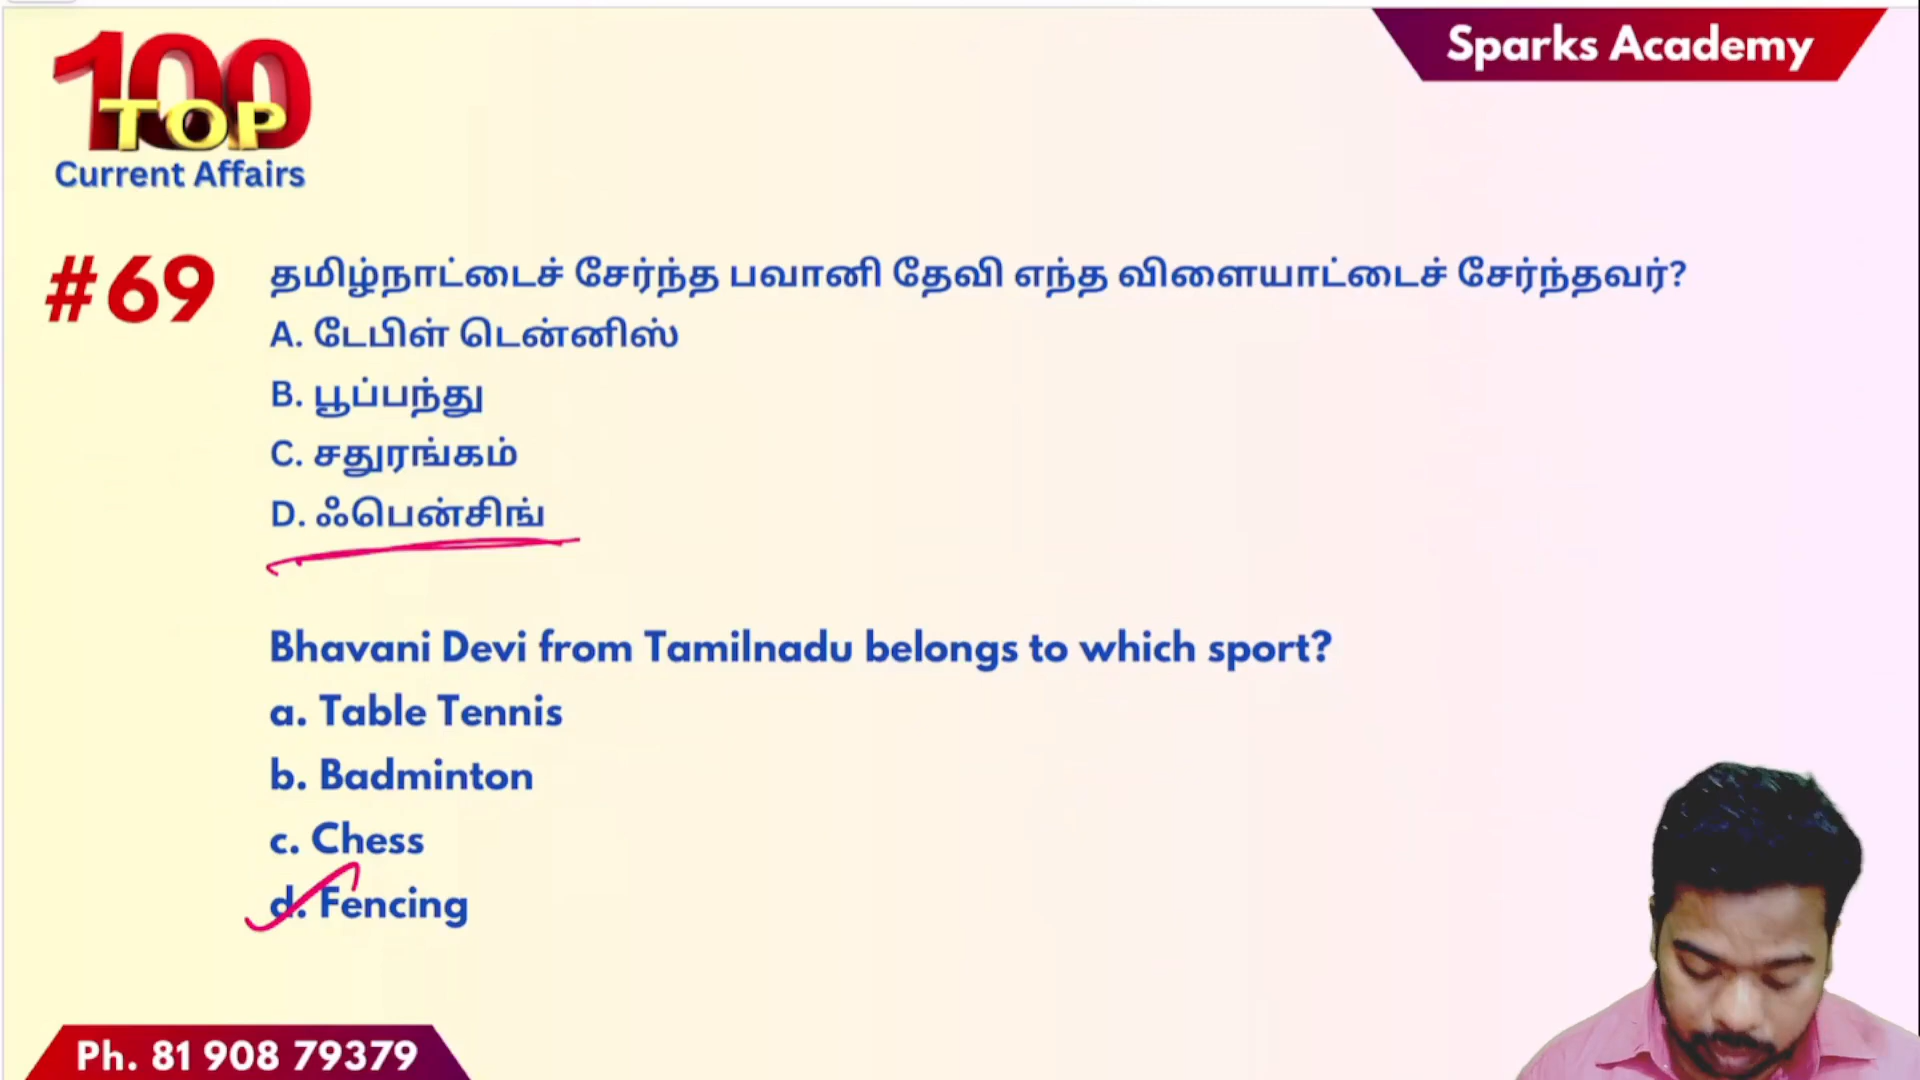 100
TOP
Current Affairs
Sparks Academy
#69
தமிழ்நாட்டைச் சேர்ந்த பவானி தேவி எந்த விளையாட்டைச் சேர்ந்தவர்?
A. டேபிள் டென்னிஸ்
B. பூப்பந்து
C. சதுரங்கம்
D. ஃபென்சிங்
Bhavani Devi from Tamilnadu belongs to which sport?
a. Table Tennis
b. Badminton
c. Chess
d. Fencing
Ph. 81 908 79379